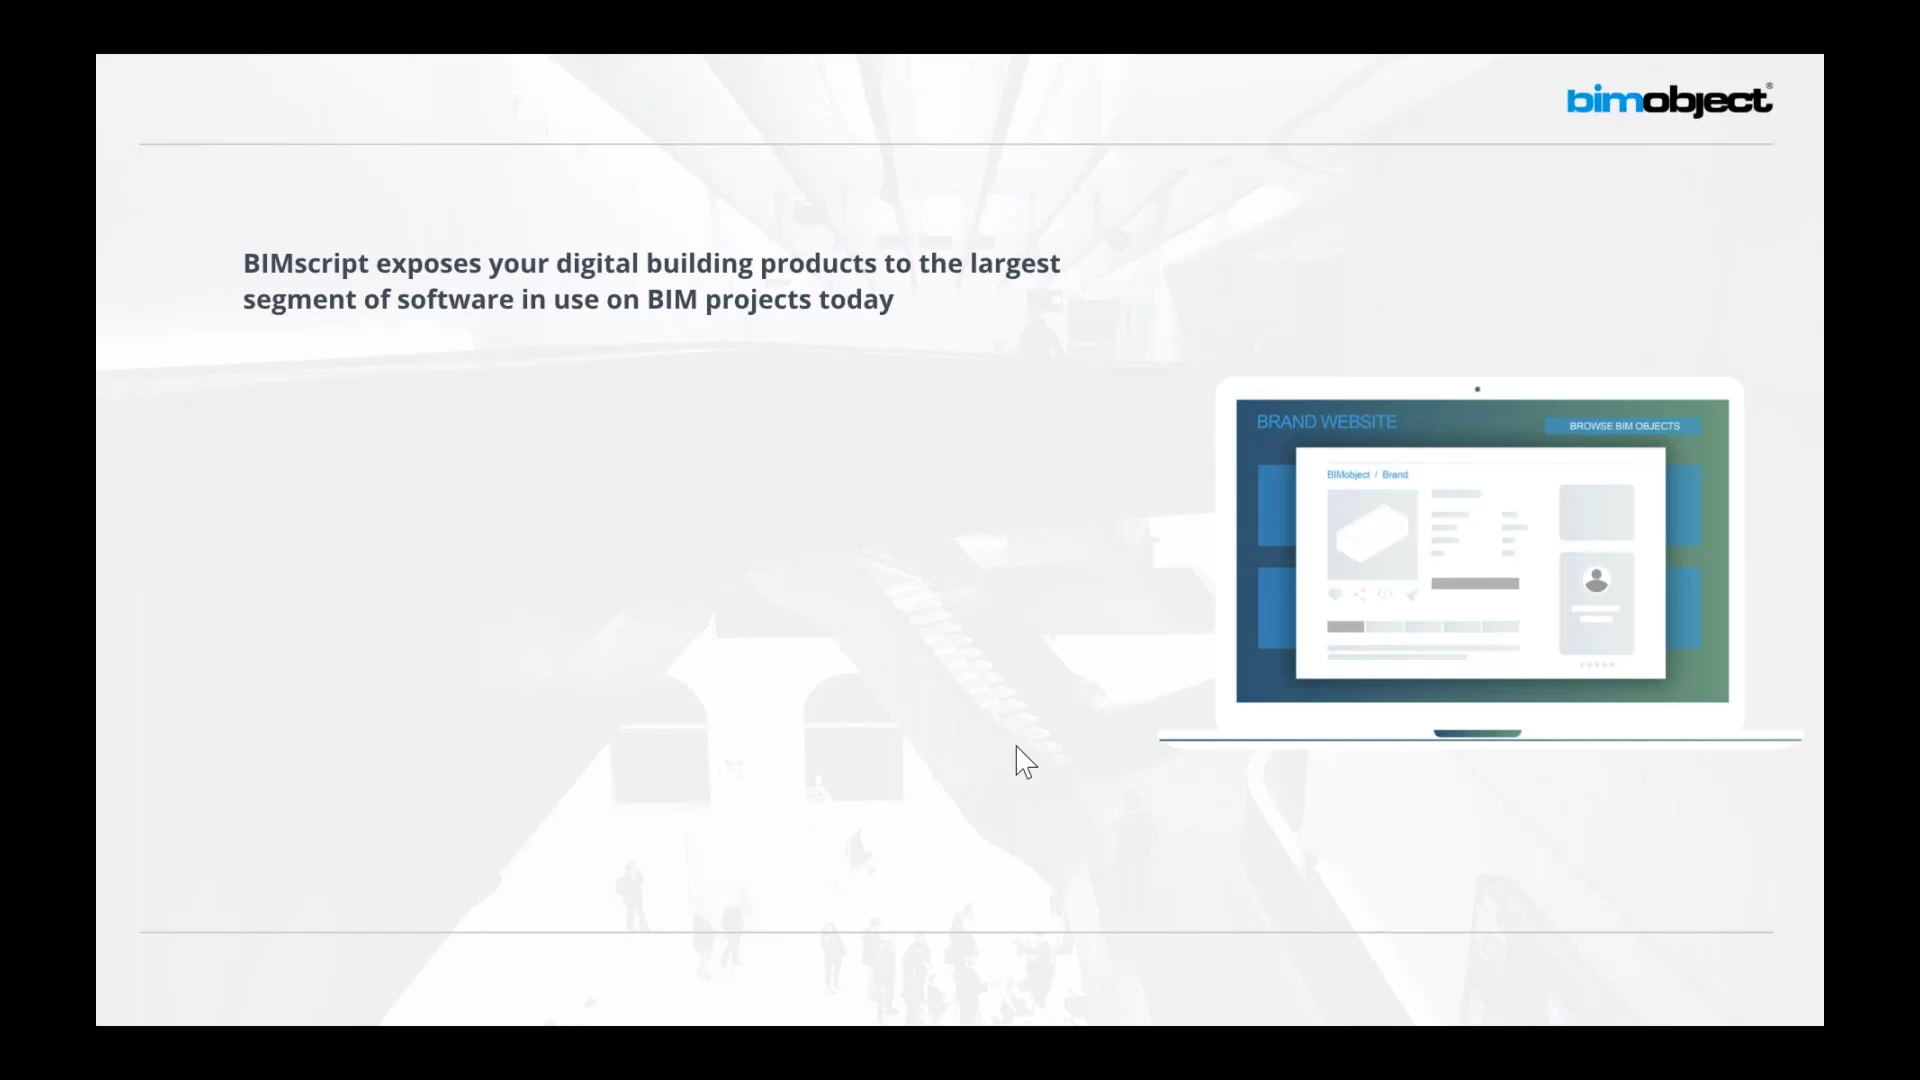 bimobject®
BIMscript exposes your digital building products to the largest
segment of software in use on BIM projects today
BRAND WEBSITE
BROWSE BIM OBJECTS
BIMobject / Brand